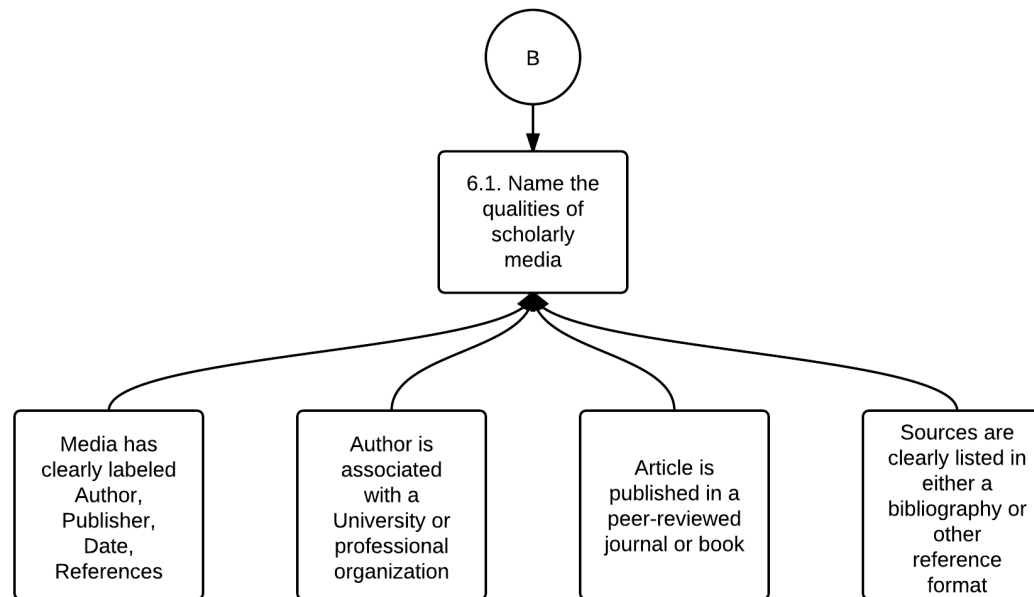 B
6.1. Name the
qualities of
scholarly
media
Media has
clearly labeled
Author,
Publisher,
Date,
References
Author is
associated
with a
University or
professional
organization
Article is
published in a
peer-reviewed
journal or book
Sources are
clearly listed in
either a
bibliography or
other
reference
format